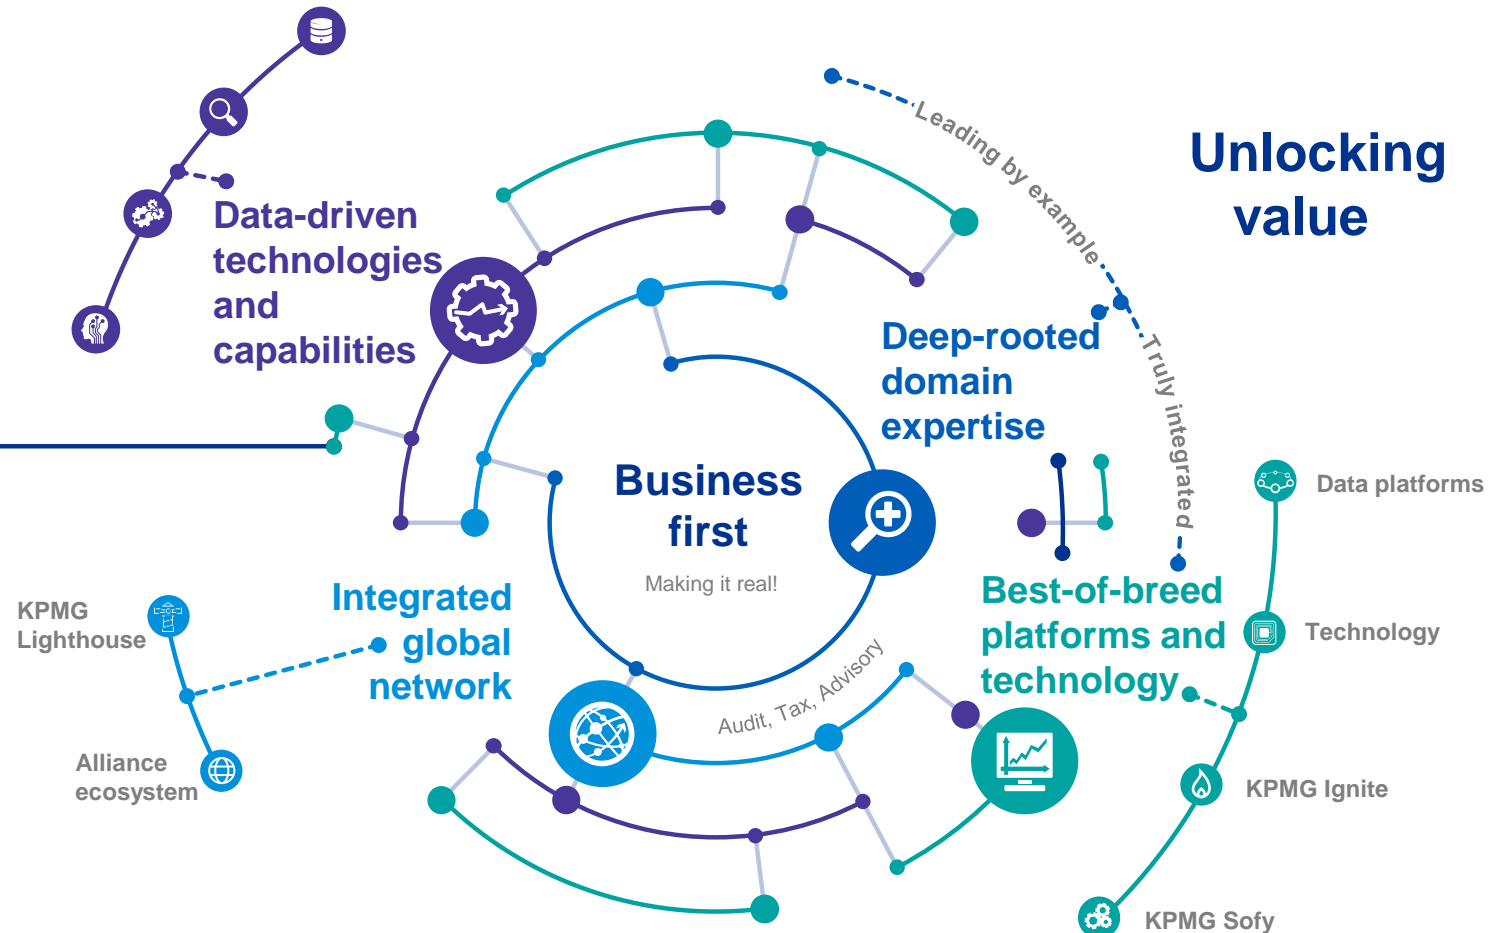 Unlocking
value
Leading by example
Truly integrated
Data-driven
technologies
and
capabilities
Deep-rooted
domain
expertise
Business
first
Making it real!
Audit, Tax, Advisory
Integrated
global
network
KPMG
Lighthouse
Alliance
ecosystem
Best-of-breed
platforms and
technology
Data platforms
Technology
KPMG Ignite
KPMG Sofy